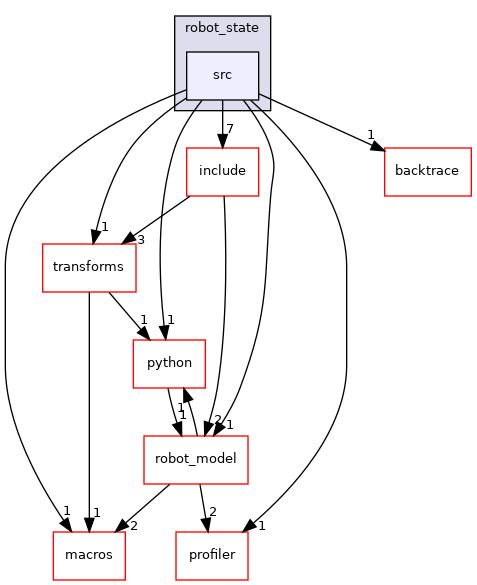 robot_state
src
7
1
include
backtrace
1
3
transforms
1
1
python
1
1
2
1
robot_model
1
1
2
2
1
macros
profiler